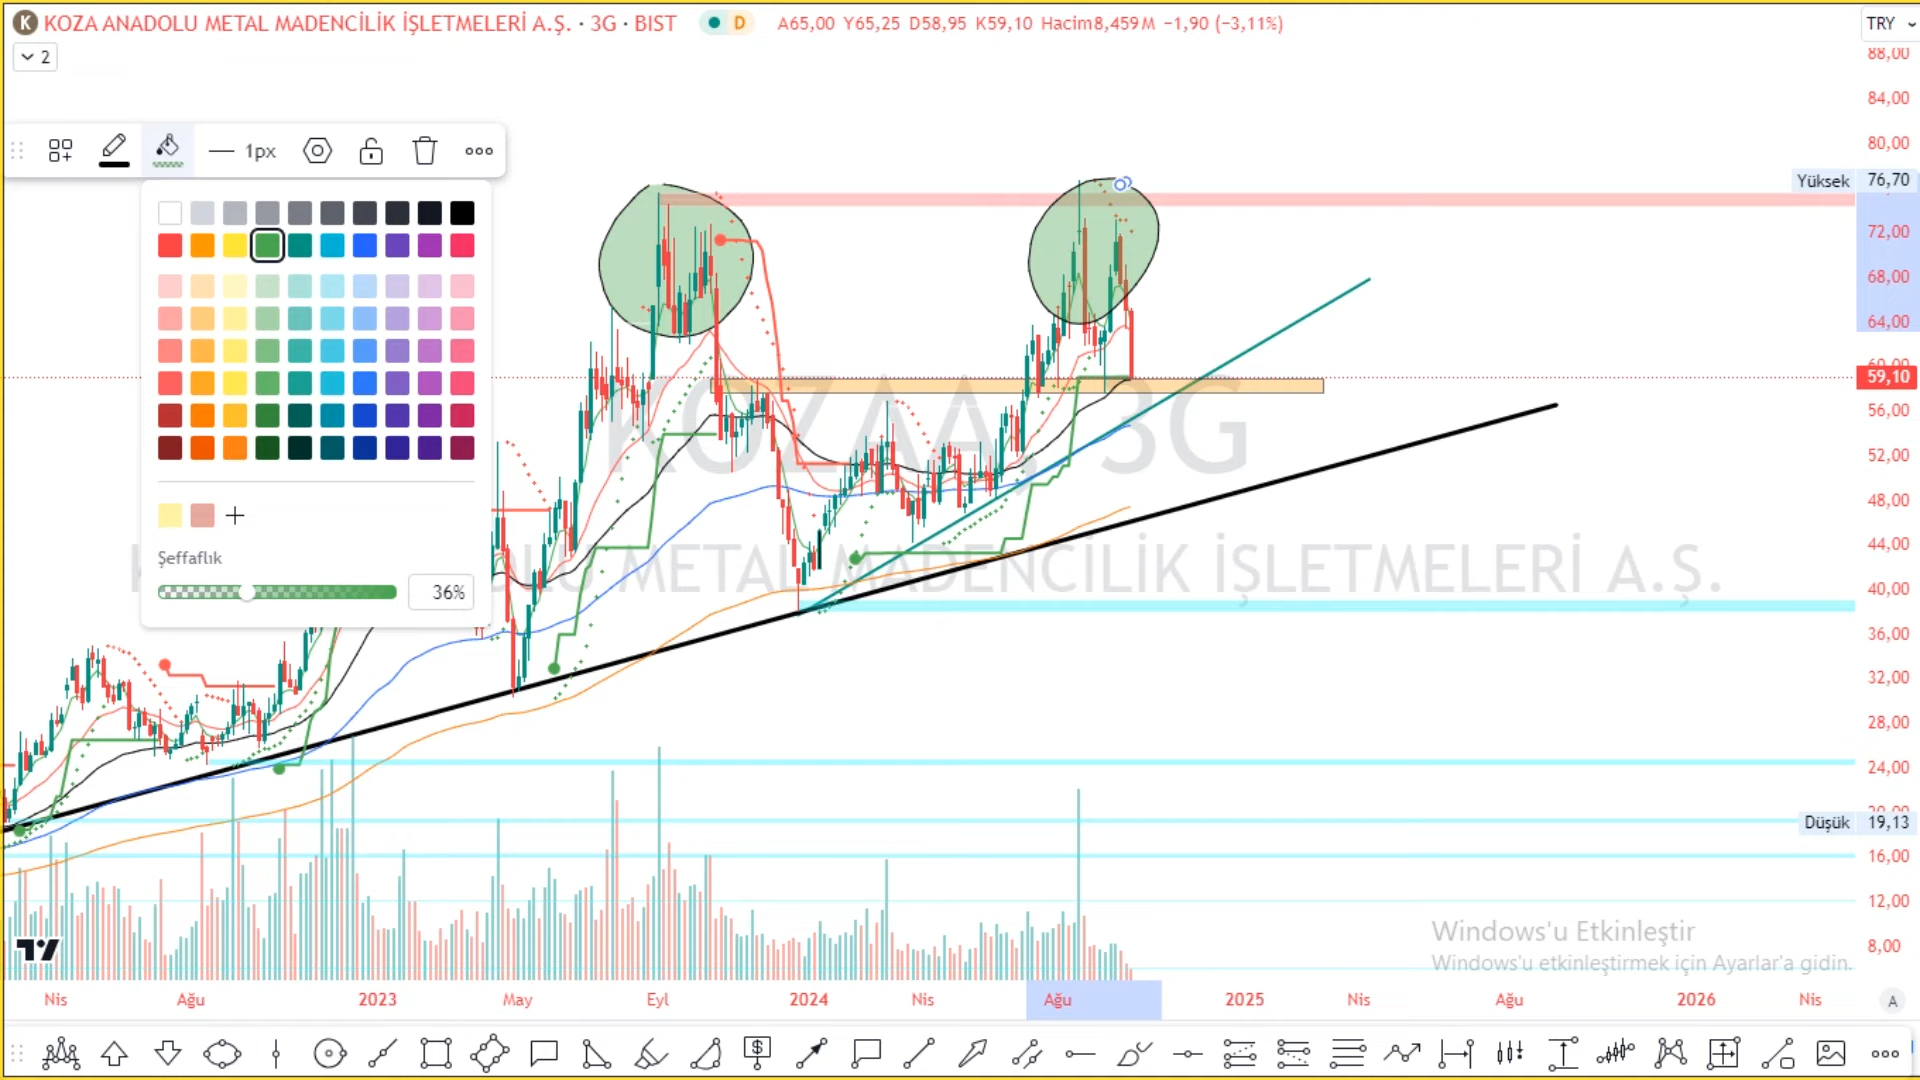 K KOZA ANADOLU METAL MADENCİLİK İŞLETMELERİ A.Ş. · 3G · BIST D A65,00 Y65,25 D58,95 K59,10 Hacim8,459M −1,90 (−3,11%)
TRY
2
88,00
84,00
80,00
1px
Yüksek 76,70
72,00
68,00
64,00
60,00
59,10
56,00
52,00
48,00
44,00
40,00
36,00
32,00
28,00
24,00
20,00
Düşük 19,13
16,00
12,00
8,00
KOZAA, 3G
OLU METAL MADENCİLİK İŞLETMELERİ A.Ş.
Şeffaflık
36%
Windows'u Etkinleştir
Windows'u etkinleştirmek için Ayarlar'a gidin.
Nis Ağu 2023 May Eyl 2024 Nis Ağu 2025 Nis Ağu 2026 Nis A